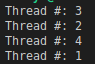 Thread #: 3
Thread #: 2
Thread #: 4
Thread #: 1